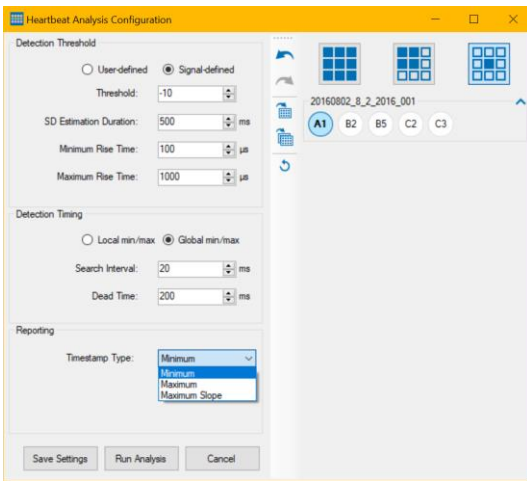 Heartbeat Analysis Configuration
Detection Threshold
User-defined Signal-defined
Threshold: -10
SD Estimation Duration: 500 ms
Minimum Rise Time: 100 µs
Maximum Rise Time: 1000 µs
Detection Timing
Local min/max Global min/max
Search Interval: 20 ms
Dead Time: 200 ms
Reporting
Timestamp Type: Minimum
Minimum
Maximum
Maximum Slope
Save Settings Run Analysis Cancel
20160802_8_2_2016_001
A1 B2 B5 C2 C3